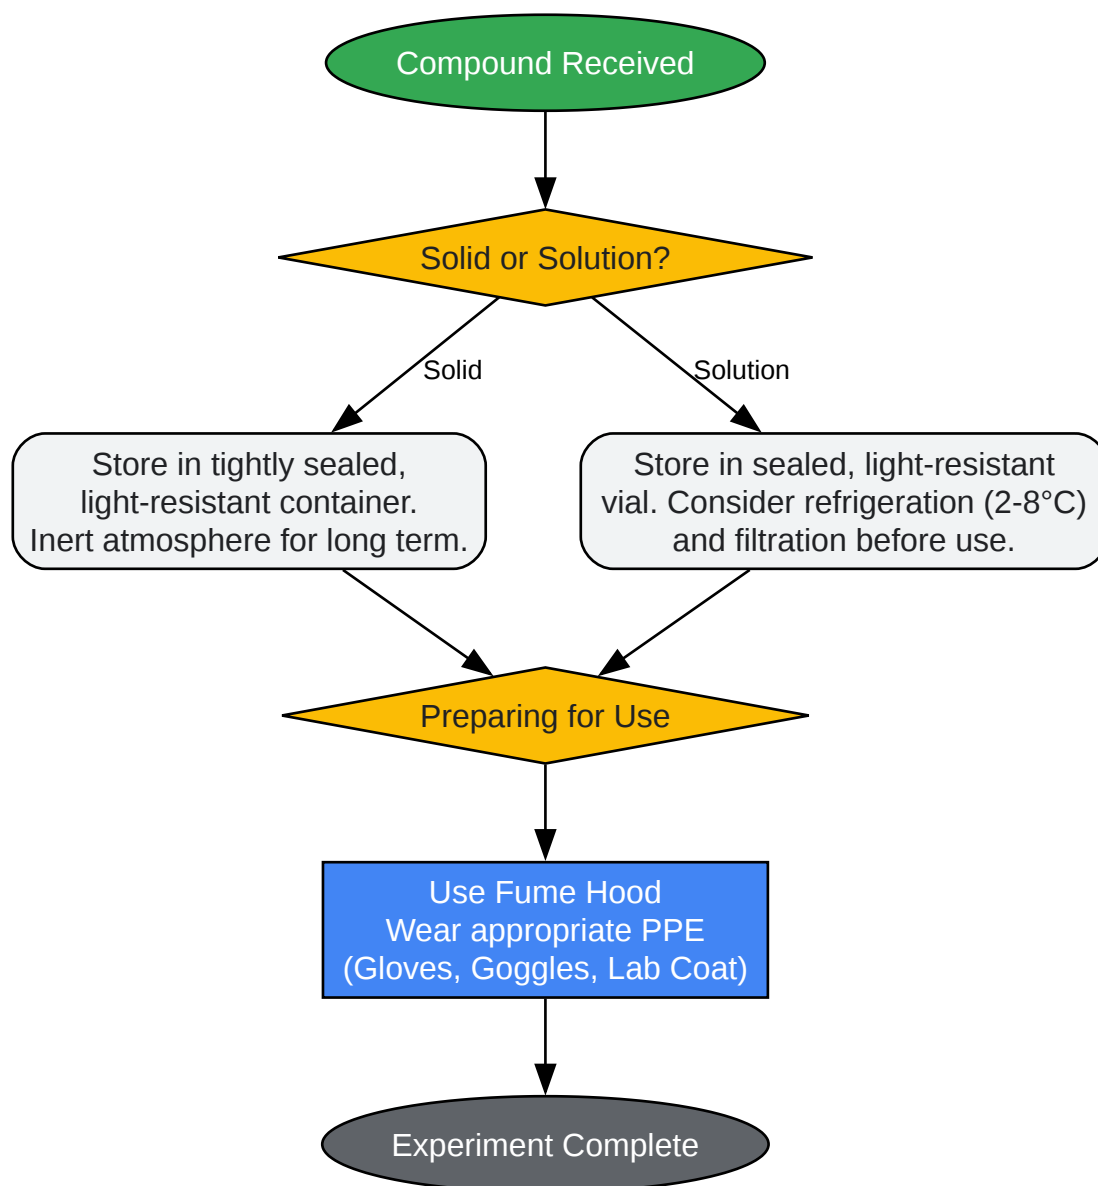 Compound Received
Solid or Solution?
Solid
Solution
Store in tightly sealed,
light-resistant container.
Inert atmosphere for long term.
Store in sealed, light-resistant
vial. Consider refrigeration (2-8°C)
and filtration before use.
Preparing for Use
Use Fume Hood
Wear appropriate PPE
(Gloves, Goggles, Lab Coat)
Experiment Complete